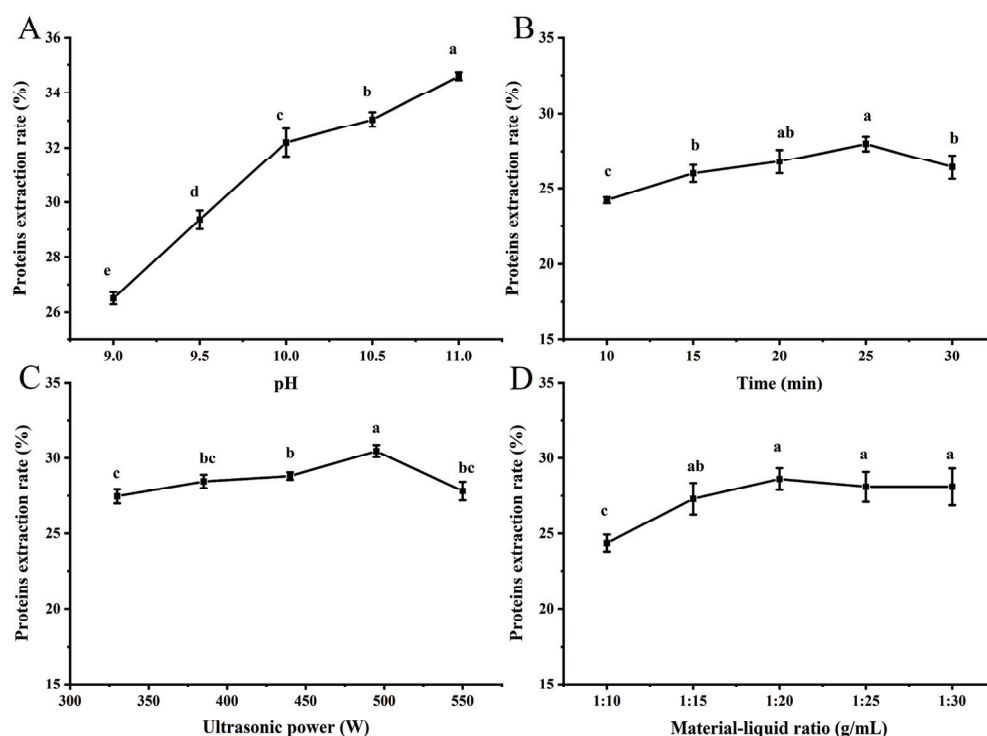 A
Proteins extraction rate (%)
36
34
32
30
28
26
e
d
c
b
a
9.0 9.5 10.0 10.5 11.0
pH
B
Proteins extraction rate (%)
35
30
25
20
15
c
b
ab
a
b
10 15 20 25 30
Time (min)
C
Proteins extraction rate (%)
35
30
25
20
15
c
bc
b
a
bc
300 350 400 450 500 550
Ultrasonic power (W)
D
Proteins extraction rate (%)
35
30
25
20
15
c
ab
a
a
a
1:10 1:15 1:20 1:25 1:30
Material-liquid ratio (g/mL)